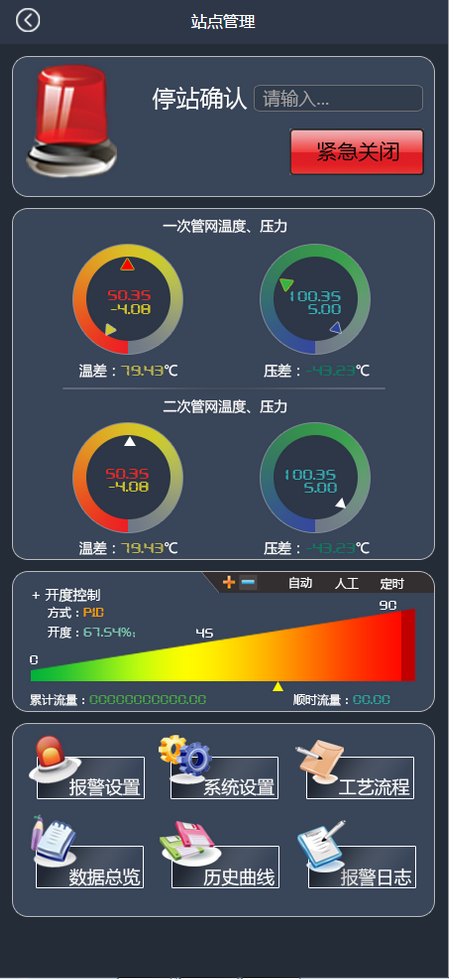 站点管理
停站确认 请输入...
紧急关闭
一次管网温度、压力
50.35 100.35
-4.08 5.00
温差：79.43℃ 压差：-43.23℃
二次管网温度、压力
50.35 100.35
-4.08 5.00
温差：79.43℃ 压差：-43.23℃
+ 开度控制 自动 人工 定时
方式：PID 90
开度：67.54%; 45
0
累计流量：000000000000.00 顺时流量：00.00
报警设置 系统设置 工艺流程
数据总览 历史曲线 报警日志